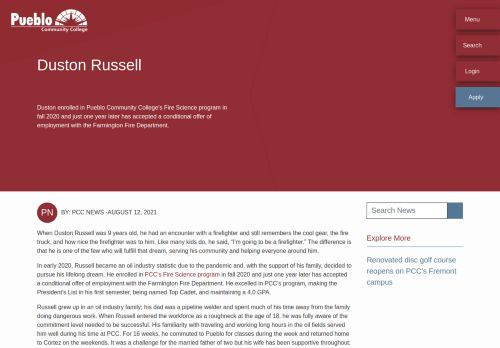 Pueblo
Community College
Menu
Search
Login
Apply
Duston Russell
Duston enrolled in Pueblo Community College's Fire Science program in
fall 2020 and just one year later has accepted a conditional offer of
employment with the Farmington Fire Department.
PN
BY: PCC NEWS ·AUGUST 12, 2021
When Duston Russell was 9 years old, he had an encounter with a firefighter and still remembers the cool gear, the fire
truck, and how nice the firefighter was to him. Like many kids do, he said, "I'm going to be a firefighter." The difference is
that he is one of the few who will fulfill that dream, serving his community and helping everyone around him.
In early 2020, Russell became an oil industry statistic due to the pandemic and, with the support of his family, decided to
pursue his lifelong dream. He enrolled in PCC's Fire Science program in fall 2020 and just one year later has accepted
a conditional offer of employment with the Farmington Fire Department. He excelled in PCC's program, making the
President's List in his first semester, being named Top Cadet, and maintaining a 4.0 GPA.
Russell grew up in an oil industry family; his dad was a pipeline welder and spent much of his time away from the family
doing dangerous work. When Russell entered the workforce as a roughneck at the age of 18, he was fully aware of the
commitment level needed to be successful. His familiarity with traveling and working long hours in the oil fields served
him well during his time at PCC. For 16 weeks, he commuted to Pueblo for classes during the week and returned home
to Cortez on the weekends. It was a challenge for the married father of two but his wife has been supportive throughout;
Search News
Explore More
Renovated disc golf course
reopens on PCC's Fremont
campus